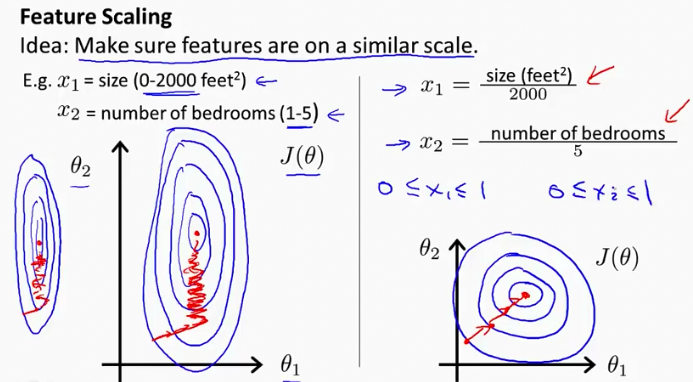 Feature Scaling
Idea: Make sure features are on a similar scale.
E.g. x₁ = size (0-2000 feet²)
x₂ = number of bedrooms (1-5)
θ₂
J(θ)
θ₁
x₁ = size (feet²) / 2000
x₂ = number of bedrooms / 5
0 ≤ x₁ ≤ 1 0 ≤ x₂ ≤ 1
θ₂
J(θ)
θ₁